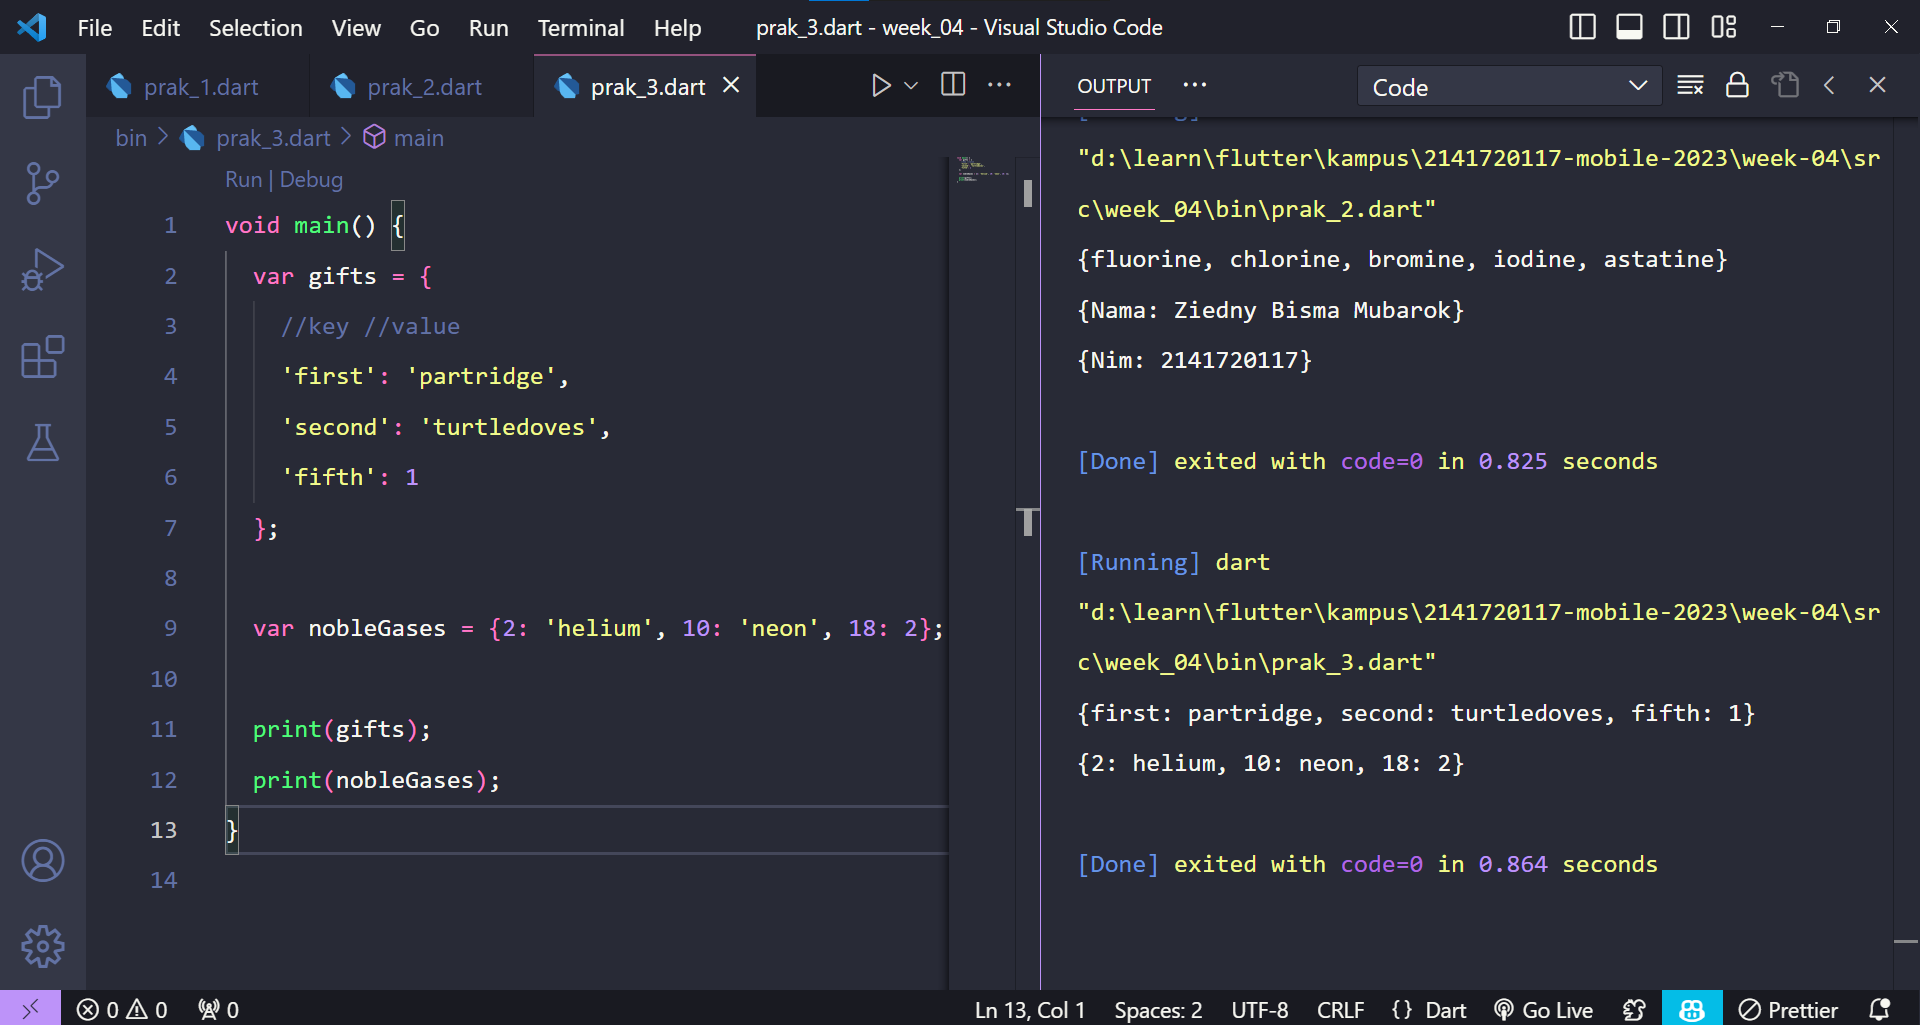 File Edit Selection View Go Run Terminal Help prak_3.dart - week_04 - Visual Studio Code
prak_1.dart prak_2.dart prak_3.dart
bin > prak_3.dart > main
Run | Debug
1 void main() {
2 var gifts = {
3 //key //value
4 'first': 'partridge',
5 'second': 'turtledoves',
6 'fifth': 1
7 };
8
9 var nobleGases = {2: 'helium', 10: 'neon', 18: 2};
10
11 print(gifts);
12 print(nobleGases);
13 }
14
OUTPUT Code
"d:\learn\flutter\kampus\2141720117-mobile-2023\week-04\sr
c\week_04\bin\prak_2.dart"
{fluorine, chlorine, bromine, iodine, astatine}
{Nama: Ziedny Bisma Mubarok}
{Nim: 2141720117}
[Done] exited with code=0 in 0.825 seconds
[Running] dart
"d:\learn\flutter\kampus\2141720117-mobile-2023\week-04\sr
c\week_04\bin\prak_3.dart"
{first: partridge, second: turtledoves, fifth: 1}
{2: helium, 10: neon, 18: 2}
[Done] exited with code=0 in 0.864 seconds
0 0 0 Ln 13, Col 1 Spaces: 2 UTF-8 CRLF {} Dart Go Live Prettier